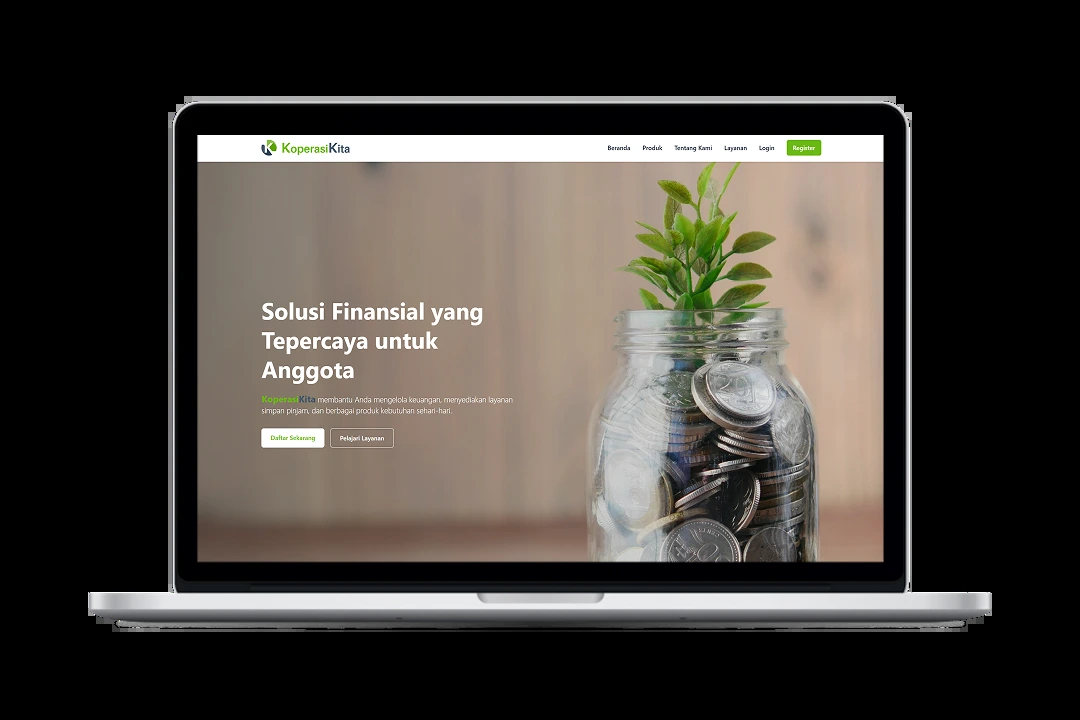 KoperasiKita
Beranda Produk Tentang Kami Layanan Login Register
Solusi Finansial yang
Tepercaya untuk
Anggota
KoperasiKita membantu Anda mengelola keuangan, menyediakan layanan
simpan pinjam, dan berbagai produk kebutuhan sehari-hari.
Daftar Sekarang Pelajari Layanan